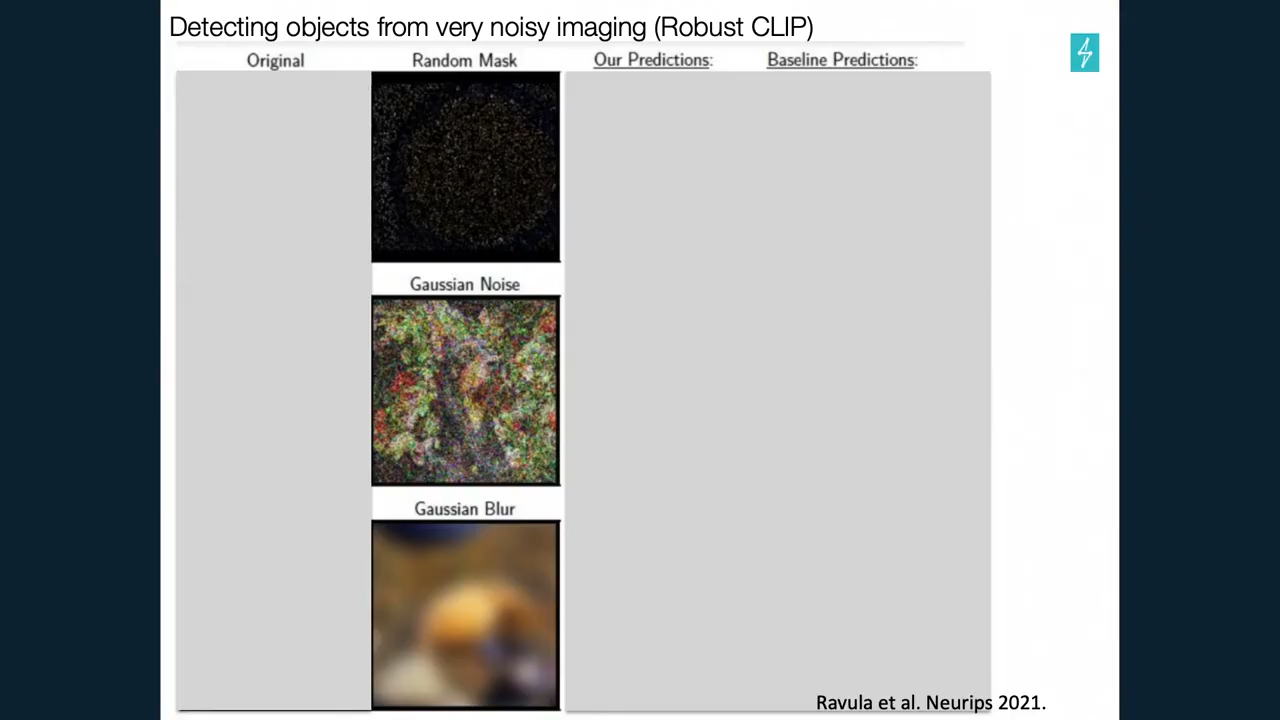 Detecting objects from very noisy imaging (Robust CLIP)
Original
Random Mask
Our Predictions:
Baseline Predictions:
Gaussian Noise
Gaussian Blur
Ravula et al. Neurips 2021.